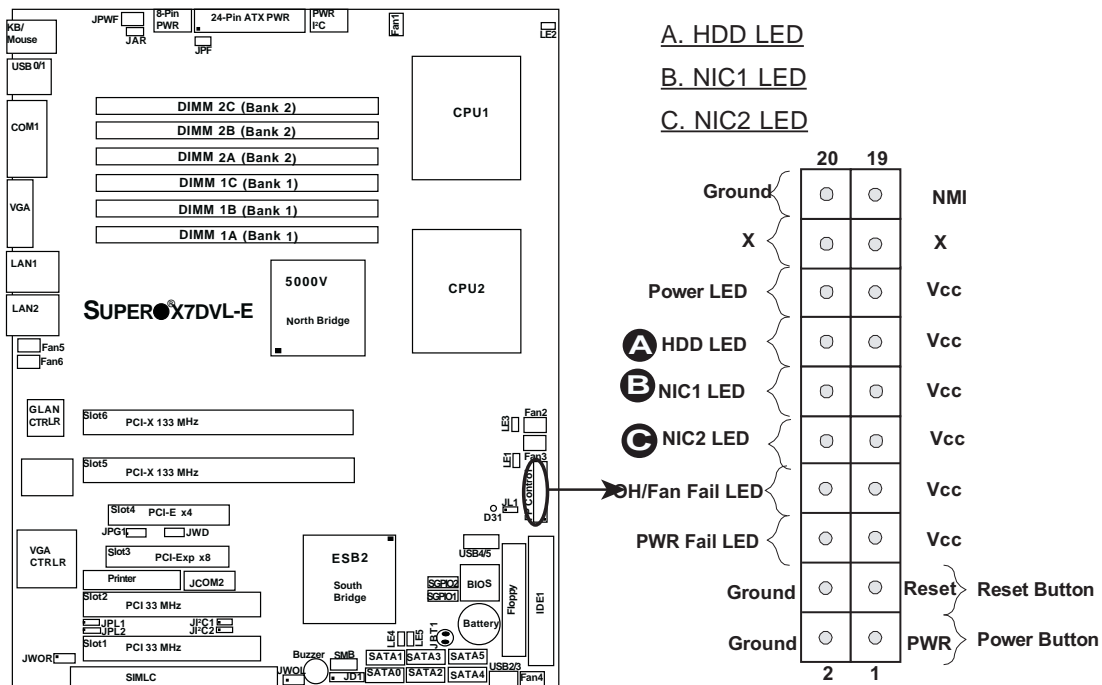 KB/
Mouse
JPWF
JAR
8-Pin
PWR
24-Pin ATX PWR
JPF
PWR
I²C
Fan1
LE2
USB 0/1
COM1
VGA
LAN1
LAN2
Fan5
Fan6
DIMM 2C (Bank 2)
DIMM 2B (Bank 2)
DIMM 2A (Bank 2)
DIMM 1C (Bank 1)
DIMM 1B (Bank 1)
DIMM 1A (Bank 1)
CPU1
CPU2
5000V
North Bridge
SUPER®X7DVL-E
GLAN
CTRLR
Slot6
PCI-X 133 MHz
Slot5
PCI-X 133 MHz
Slot4
PCI-E x4
JPG1
JWD
Slot3
PCI-Exp x8
VGA
CTRLR
Printer
JCOM2
Slot2
PCI 33 MHz
JPL1
JPL2
JI²C1
JI²C2
Slot1
PCI 33 MHz
JWOR
SIMLC
ESB2
South
Bridge
Fan2
LE3
Fan3
LE1
FP Control
JL1
D31
USB4/5
SGPIO2
SGPIO1
BIOS
Battery
Floppy
IDE1
LE4
LE5
JBT1
Buzzer
JWOL
SMB
JD1
SATA1
SATA3
SATA5
SATA0
SATA2
SATA4
USB2/3
Fan4
A. HDD LED
B. NIC1 LED
C. NIC2 LED
20 19
Ground NMI
X X
Power LED Vcc
A HDD LED Vcc
B NIC1 LED Vcc
C NIC2 LED Vcc
OH/Fan Fail LED Vcc
PWR Fail LED Vcc
Ground Reset Reset Button
Ground PWR Power Button
2 1